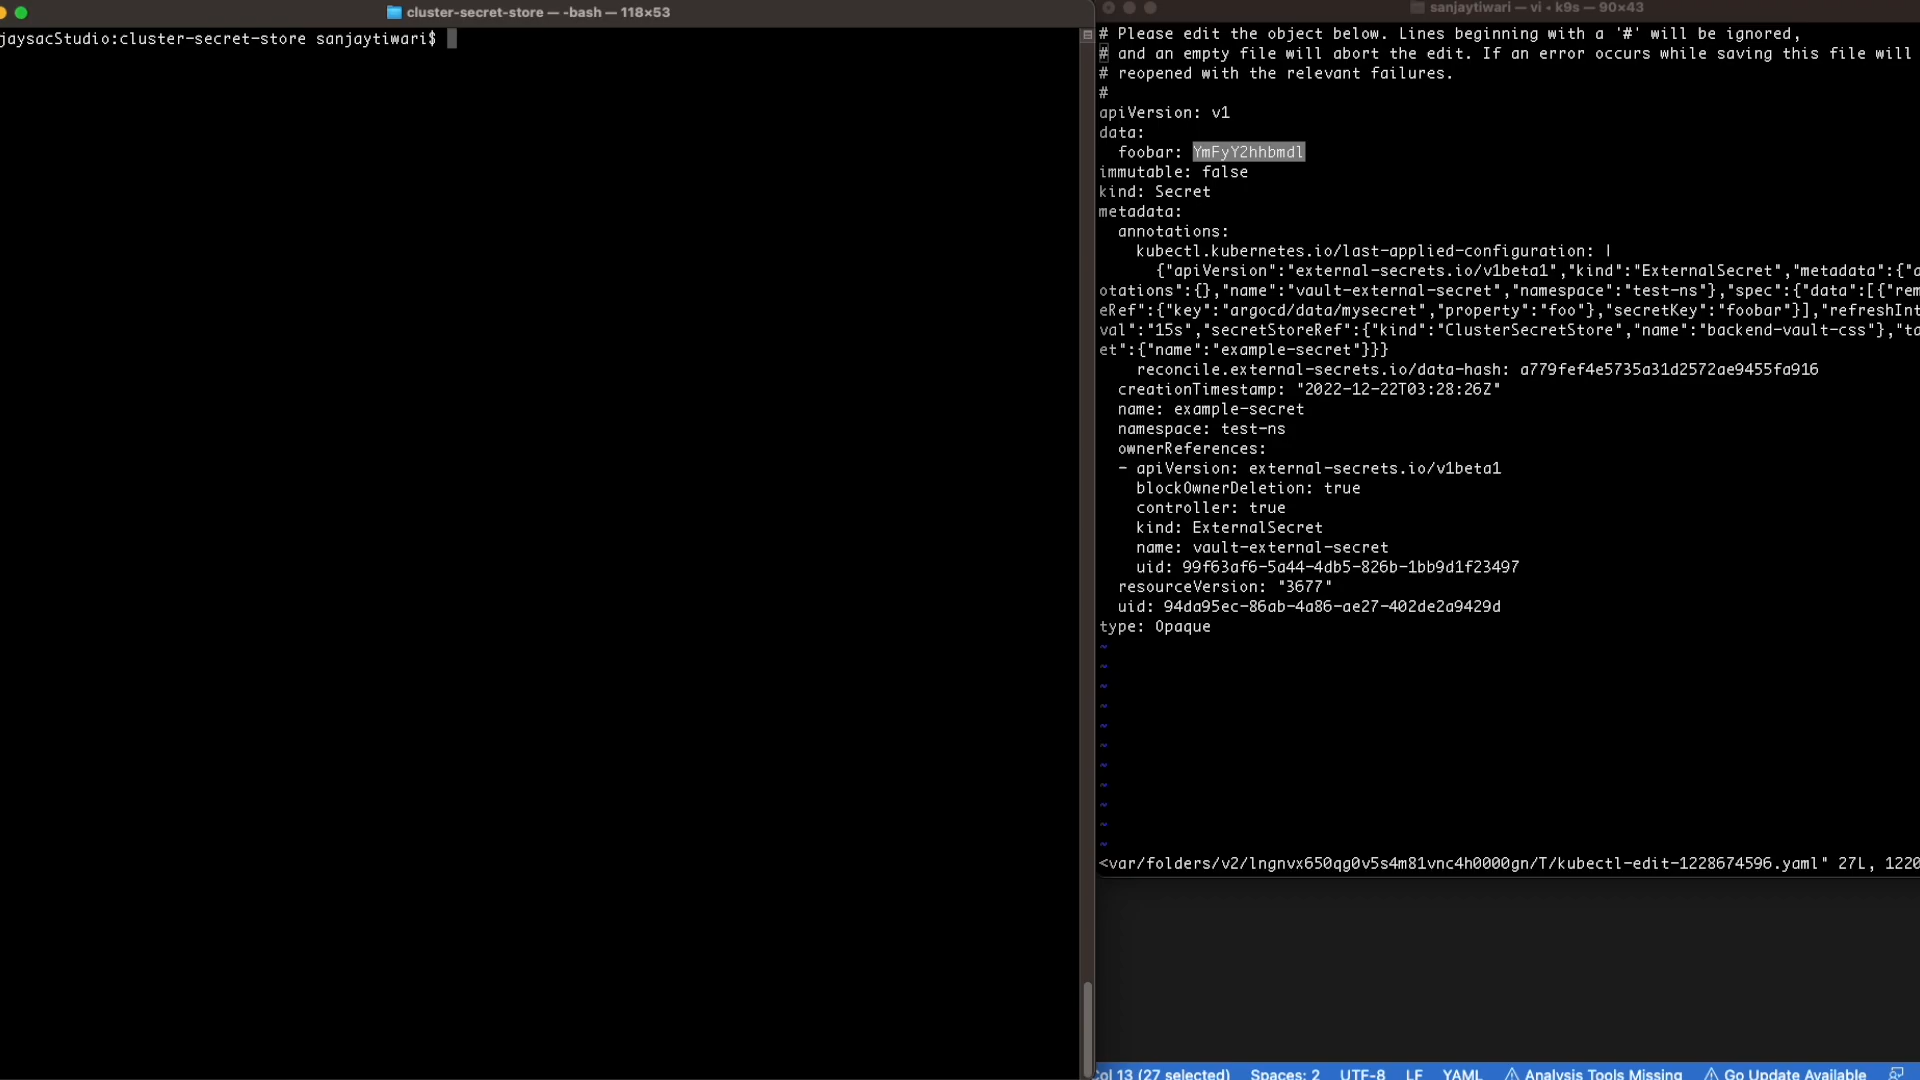 cluster-secret-store — -bash — 118×53
jaysacStudio:cluster-secret-store sanjaytiwari$
sanjaytiwari — vi • k9s — 90×43
# Please edit the object below. Lines beginning with a '#' will be ignored,
# and an empty file will abort the edit. If an error occurs while saving this file will
# reopened with the relevant failures.
#
apiVersion: v1
data:
  foobar: YmFyY2hhbmdl
immutable: false
kind: Secret
metadata:
  annotations:
    kubectl.kubernetes.io/last-applied-configuration: |
      {"apiVersion":"external-secrets.io/v1beta1","kind":"ExternalSecret","metadata":{"a
otations":{},"name":"vault-external-secret","namespace":"test-ns"},"spec":{"data":[{"rem
eRef":{"key":"argocd/data/mysecret","property":"foo"},"secretKey":"foobar"}],"refreshInt
val":"15s","secretStoreRef":{"kind":"ClusterSecretStore","name":"backend-vault-css"},"ta
et":{"name":"example-secret"}}}
    reconcile.external-secrets.io/data-hash: a779fef4e5735a31d2572ae9455fa916
  creationTimestamp: "2022-12-22T03:28:26Z"
  name: example-secret
  namespace: test-ns
  ownerReferences:
  - apiVersion: external-secrets.io/v1beta1
    blockOwnerDeletion: true
    controller: true
    kind: ExternalSecret
    name: vault-external-secret
    uid: 99f63af6-5a44-4db5-826b-1bb9d1f23497
  resourceVersion: "3677"
  uid: 94da95ec-86ab-4a86-ae27-402de2a9429d
type: Opaque
~
~
~
~
~
~
~
~
~
~
~
<var/folders/v2/lngnvx650qg0v5s4m81vnc4h0000gn/T/kubectl-edit-1228674596.yaml" 27L, 1220
Col 13 (27 selected) Spaces: 2 UTF-8 LF YAML Analysis Tools Missing Go Update Available